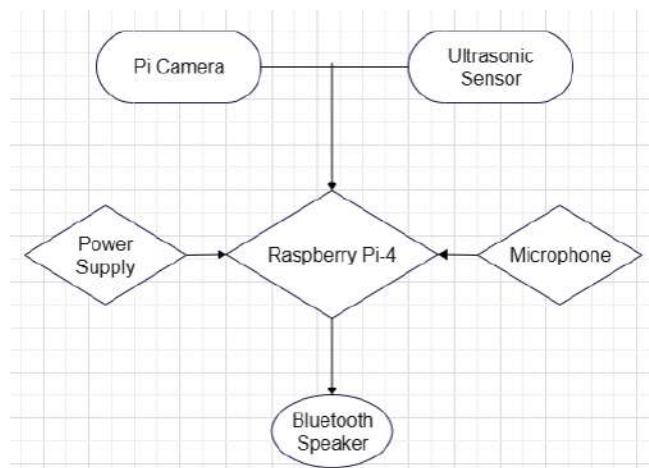 Pi Camera
Ultrasonic
Sensor
Power
Supply
Raspberry Pi-4
Microphone
Bluetooth
Speaker